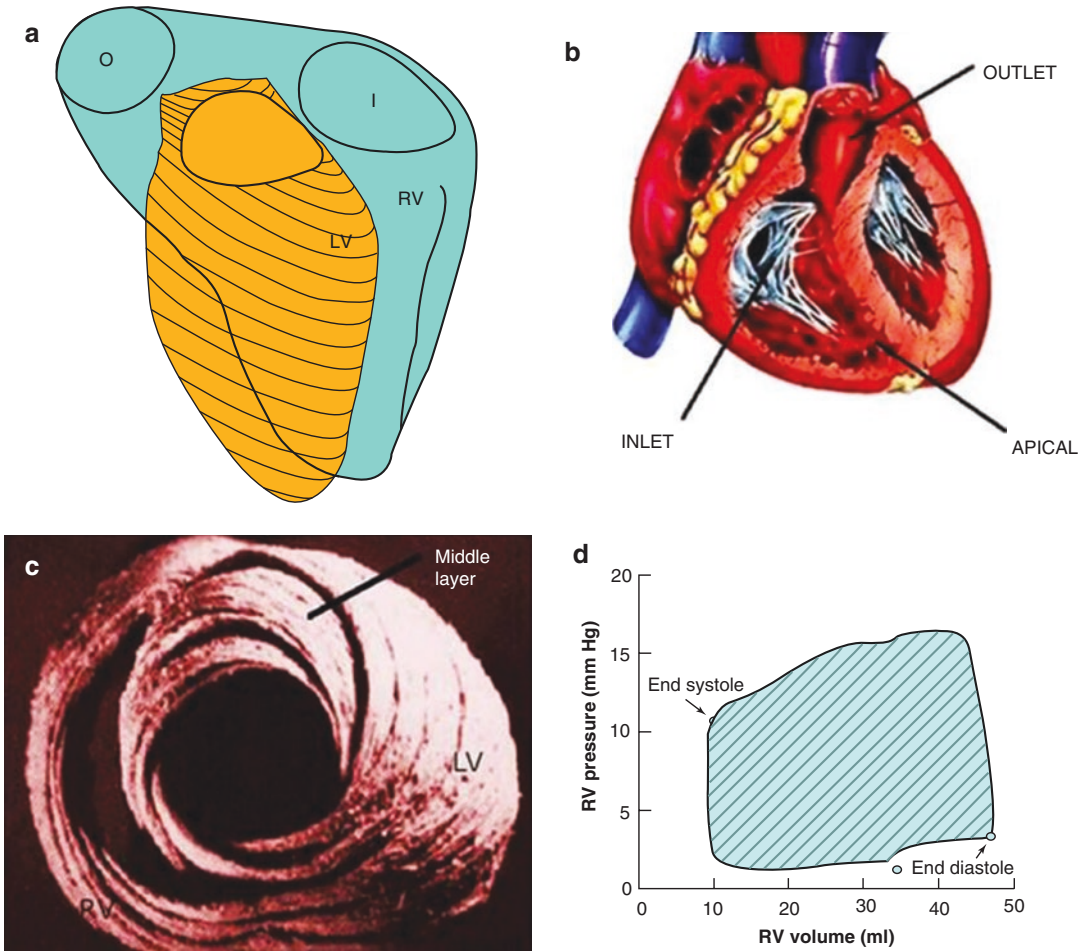 a
O
I
RV
LV
b
OUTLET
INLET
APICAL
c
Middle
layer
LV
RV
d
20
15
10
5
0
RV pressure (mm Hg)
End systole
End diastole
0 10 20 30 40 50
RV volume (ml)